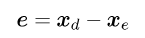 𝒆 = 𝒙_d − 𝒙_e